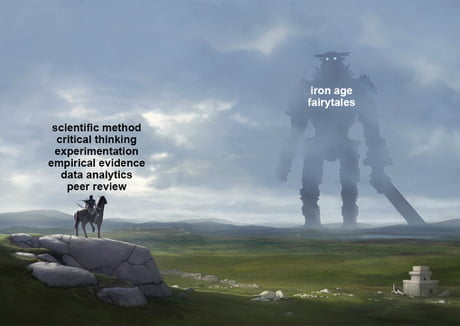 iron age
fairytales
scientific method
critical thinking
experimentation
empirical evidence
data analytics
peer review